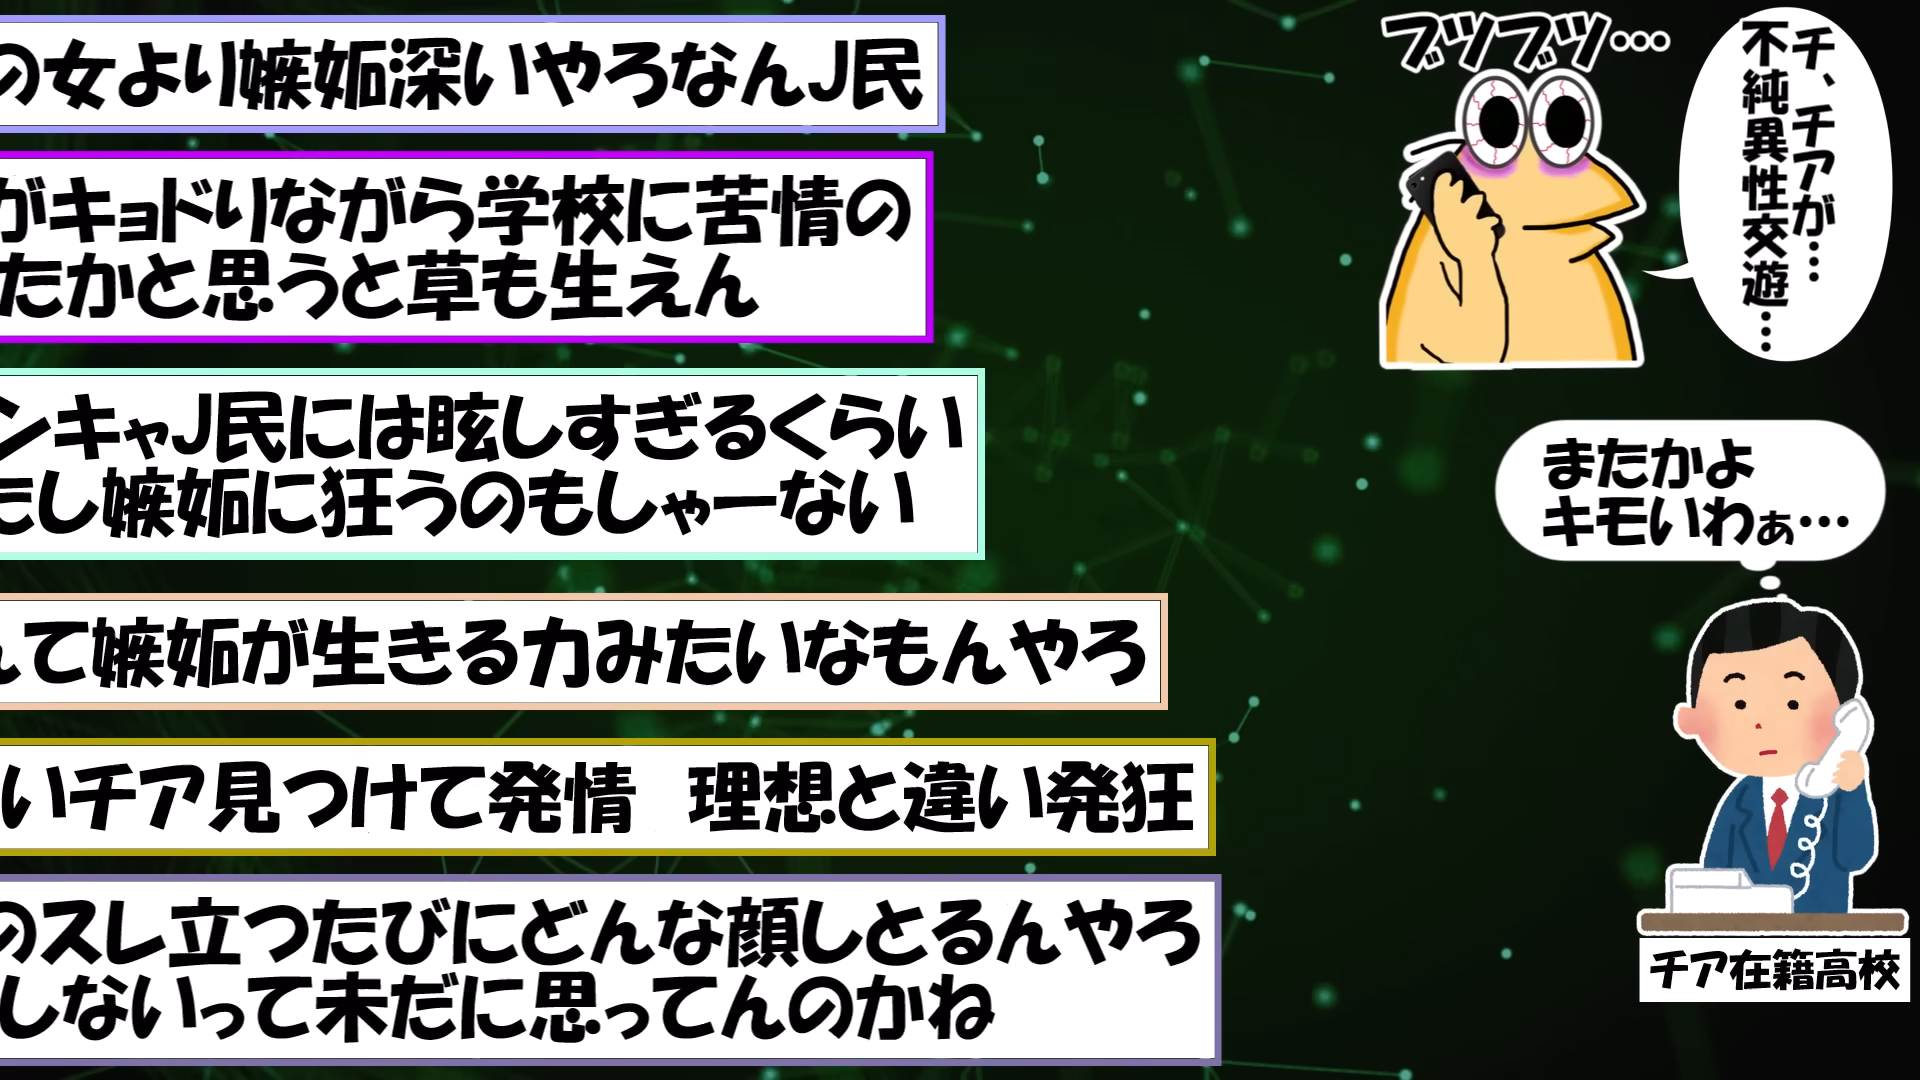 の女より嫉妬深いやろなんJ民
がキョドりながら学校に苦情の
たかと思うと草も生えん
ンキャJ民には眩しすぎるくらい
し嫉妬に狂うのもしゃーない
て嫉妬が生きる力みたいなもんやろ
いチア見つけて発情 理想と違い発狂
のスレ立つたびにどんな顔しとるんやろ
しないって未だに思ってんのかね
ブツブツ…
チ、チアが…
不純異性交遊…
またかよ
キモいわぁ…
チア在籍高校